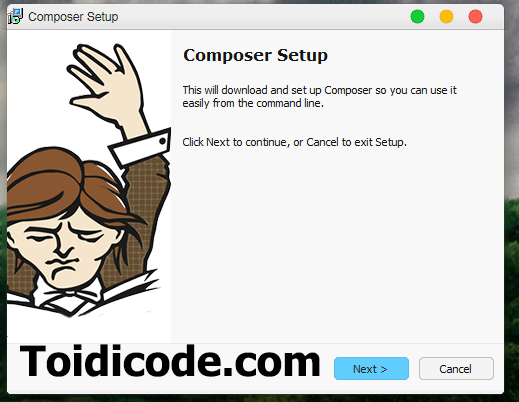 Composer Setup
Composer Setup
This will download and set up Composer so you can use it
easily from the command line.
Click Next to continue, or Cancel to exit Setup.
Toidicode.com
Next >
Cancel